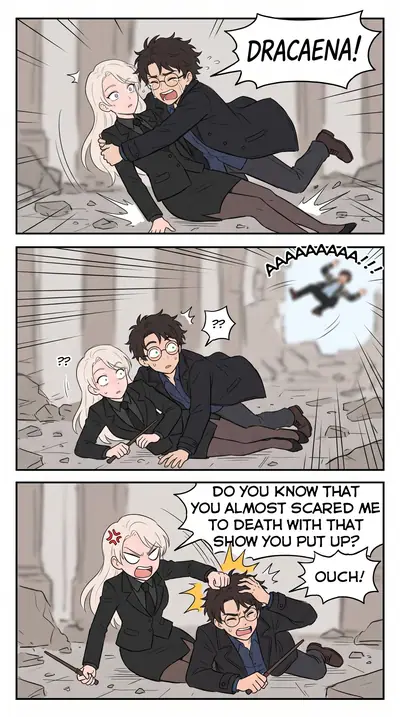 DRACAENA!
AAAAAAAAA!!!!
??
??
DO YOU KNOW THAT
YOU ALMOST SCARED ME
TO DEATH WITH THAT
SHOW YOU PUT UP?
OUCH!